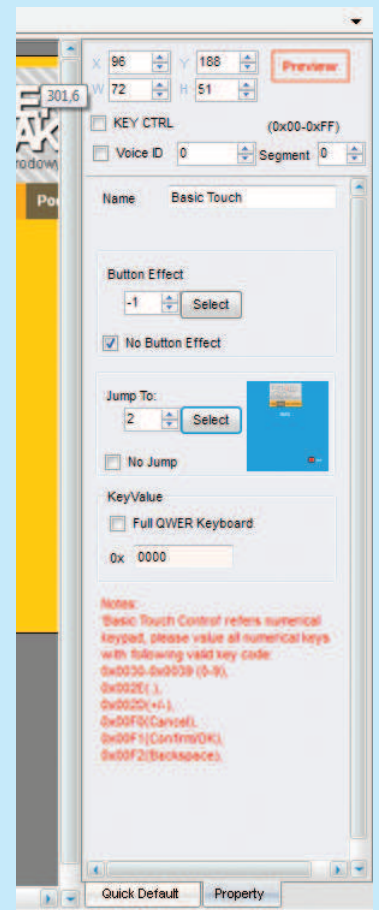 X 96 Y 188 Preview
W 72 H 51
301,6
KEY CTRL (0x00-0xFF)
Voice ID 0 Segment 0
rodowy
Name Basic Touch
Button Effect
-1 Select
No Button Effect
Jump To:
2 Select
No Jump
KeyValue
Full QWER Keyboard
0x 0000
Notes:
'Basic Touch Control refers numerical
keypad, please value all numerical keys
with following valid key code:
0x0030-0x0039 (0-9),
0x002E(.),
0x002D(+/-),
0x00F0(Cancel),
0x00F1(Confirm/OK),
0x00F2(Backspace),
Quick Default Property